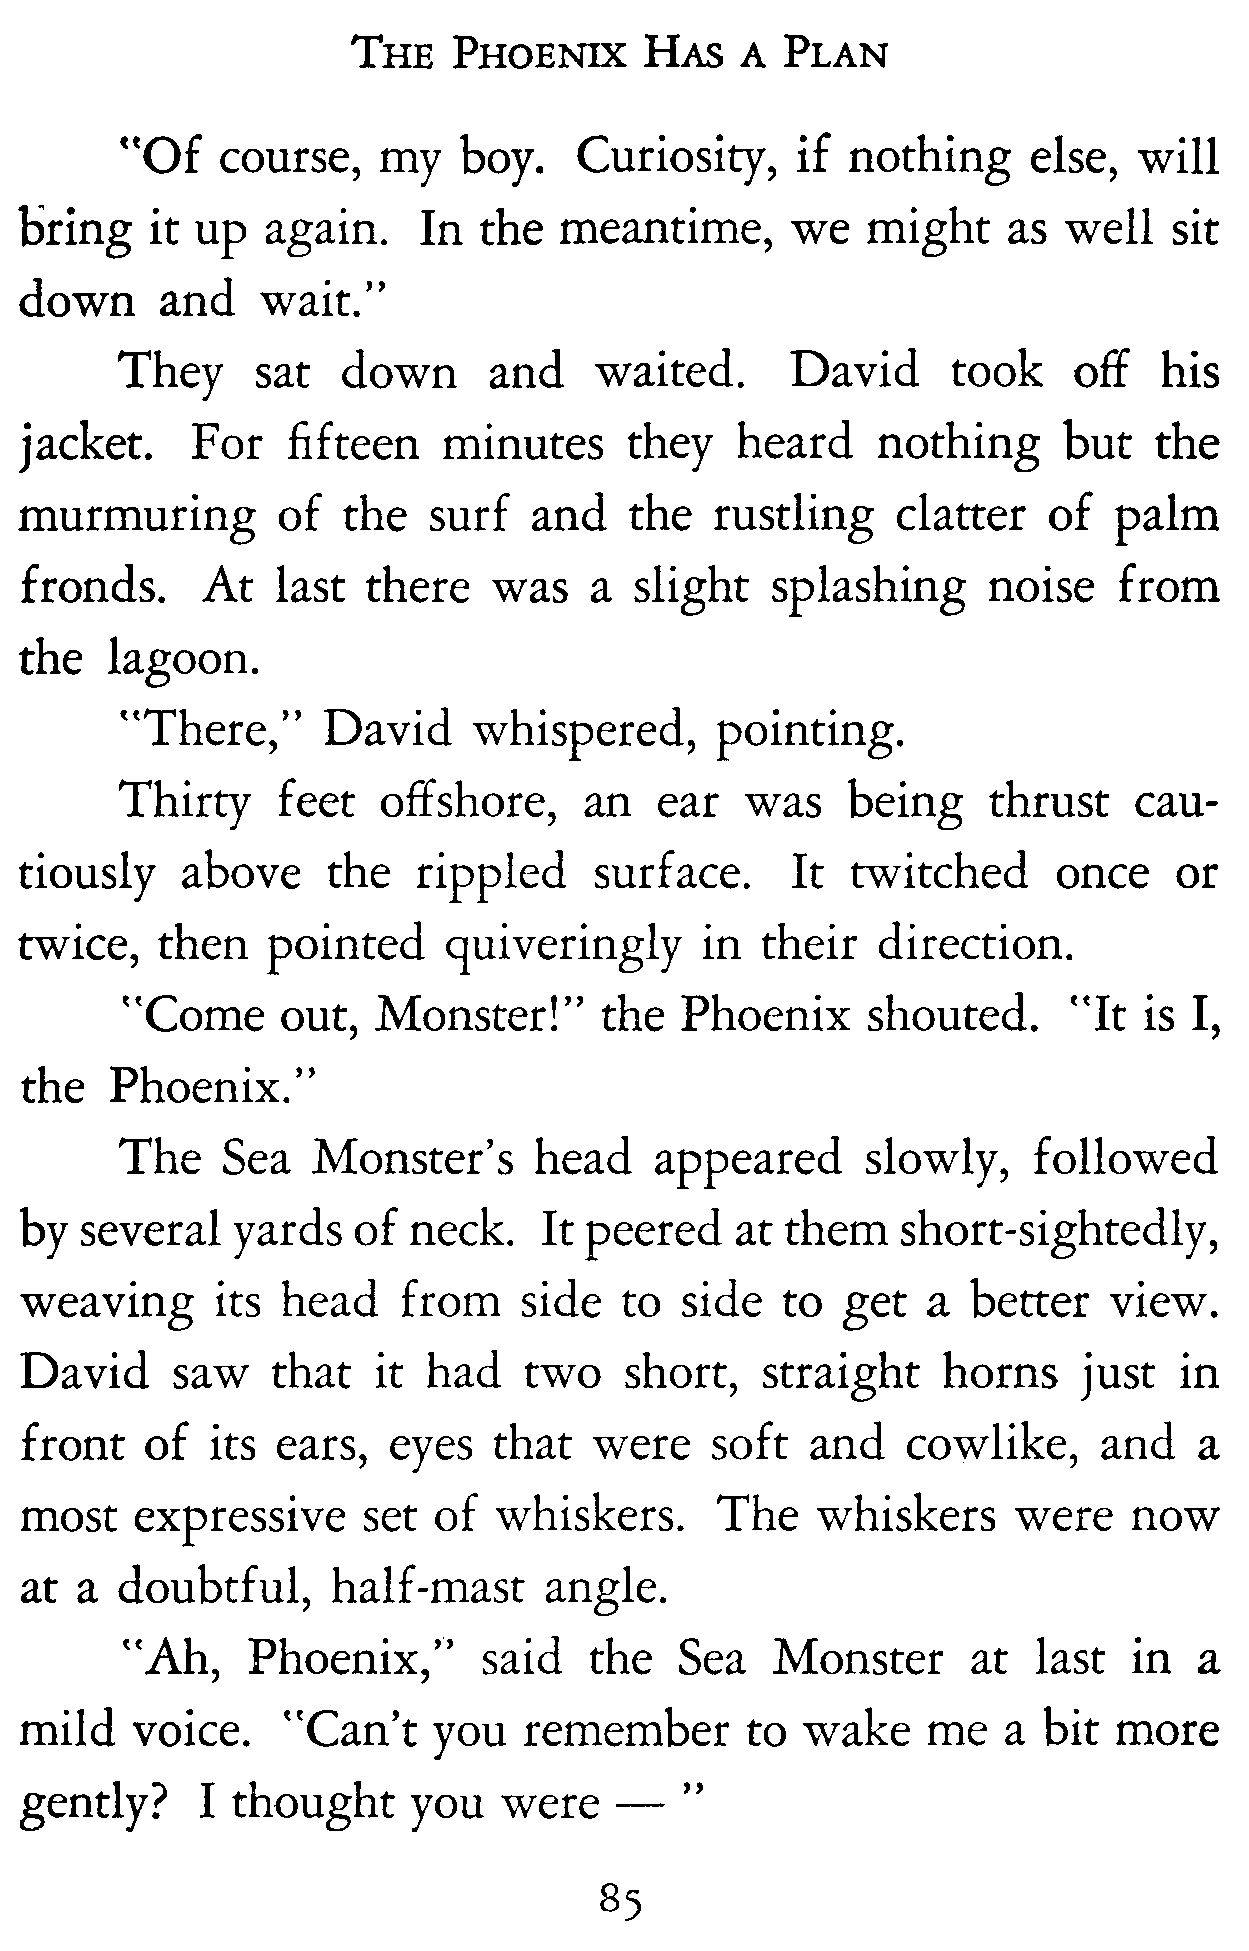 THE PHOENIX HAS A PLAN
"Of course, my boy. Curiosity, if nothing else, will
bring it up again. In the meantime, we might as well sit
down and wait."
They sat down and waited. David took off his
jacket. For fifteen minutes they heard nothing but the
murmuring of the surf and the rustling clatter of palm
fronds. At last there was a slight splashing noise from
the lagoon.
"There," David whispered, pointing.
Thirty feet offshore, an ear was being thrust cau-
tiously above the rippled surface. It twitched once or
twice, then pointed quiveringly in their direction.
"Come out, Monster!" the Phoenix shouted. "It is I,
the Phoenix."
The Sea Monster's head appeared slowly, followed
by several yards of neck. It peered at them short-sightedly,
weaving its head from side to side to get a better view.
David saw that it had two short, straight horns just in
front of its ears, eyes that were soft and cowlike, and a
most expressive set of whiskers. The whiskers were now
at a doubtful, half-mast angle.
"Ah, Phoenix," said the Sea Monster at last in a
mild voice. "Can't you remember to wake me a bit more
gently? I thought you were — "
85